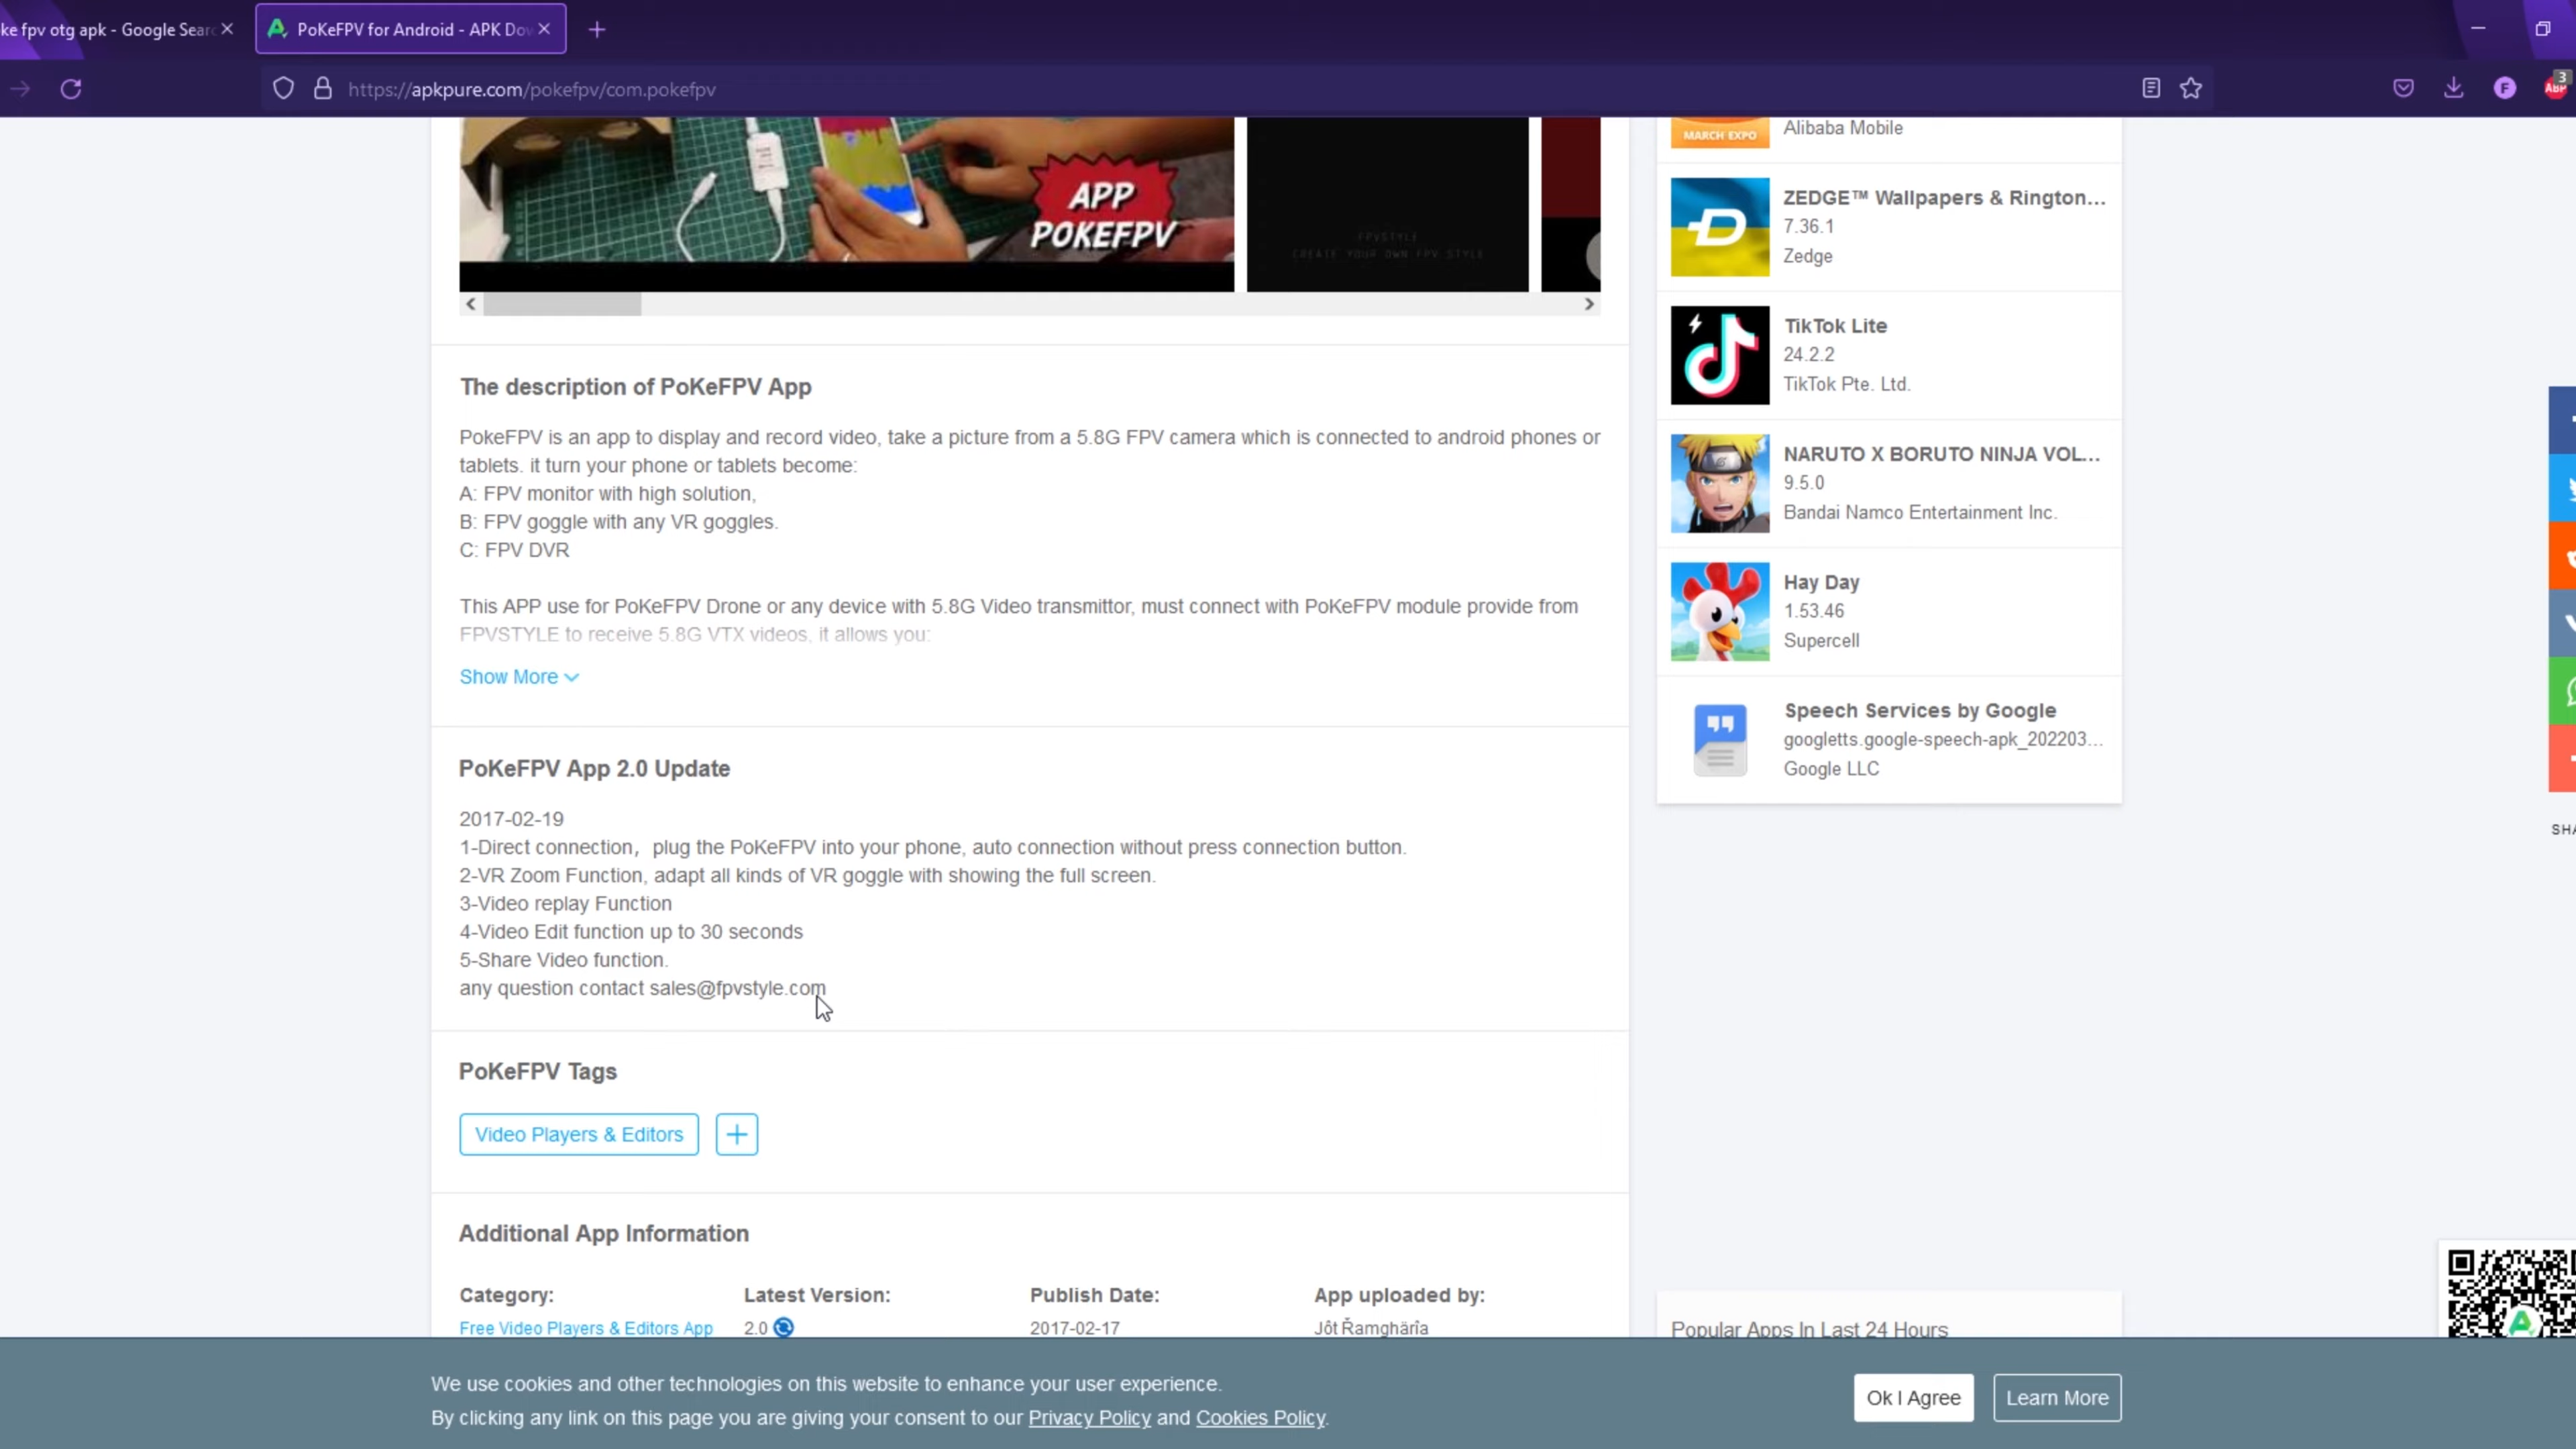 ke fpv otg apk - Google Sear
PoKeFPV for Android - APK Dow
https://apkpure.com/pokefpv/com.pokefpv
3
ABP
F
APP
POKEFPV
FPVSTYLE
CREATE YOUR OWN FPV STYLE
The description of PoKeFPV App
PokeFPV is an app to display and record video, take a picture from a 5.8G FPV camera which is connected to android phones or
tablets. it turn your phone or tablets become:
A: FPV monitor with high solution,
B: FPV goggle with any VR goggles.
C: FPV DVR
This APP use for PoKeFPV Drone or any device with 5.8G Video transmittor, must connect with PoKeFPV module provide from
FPVSTYLE to receive 5.8G VTX videos, it allows you:
Show More
PoKeFPV App 2.0 Update
2017-02-19
1-Direct connection，plug the PoKeFPV into your phone, auto connection without press connection button.
2-VR Zoom Function, adapt all kinds of VR goggle with showing the full screen.
3-Video replay Function
4-Video Edit function up to 30 seconds
5-Share Video function.
any question contact sales@fpvstyle.com
PoKeFPV Tags
Video Players & Editors
Additional App Information
Category:
Latest Version:
Publish Date:
App uploaded by:
Free Video Players & Editors App
2.0
2017-02-17
Jôt Řamghärîa
MARCH EXPO
Alibaba Mobile
ZEDGE™ Wallpapers & Rington...
7.36.1
Zedge
TikTok Lite
24.2.2
TikTok Pte. Ltd.
NARUTO X BORUTO NINJA VOL...
9.5.0
Bandai Namco Entertainment Inc.
Hay Day
1.53.46
Supercell
Speech Services by Google
googletts.google-speech-apk_202203...
Google LLC
SHA
Popular Apps In Last 24 Hours
We use cookies and other technologies on this website to enhance your user experience.
By clicking any link on this page you are giving your consent to our Privacy Policy and Cookies Policy.
Ok I Agree
Learn More